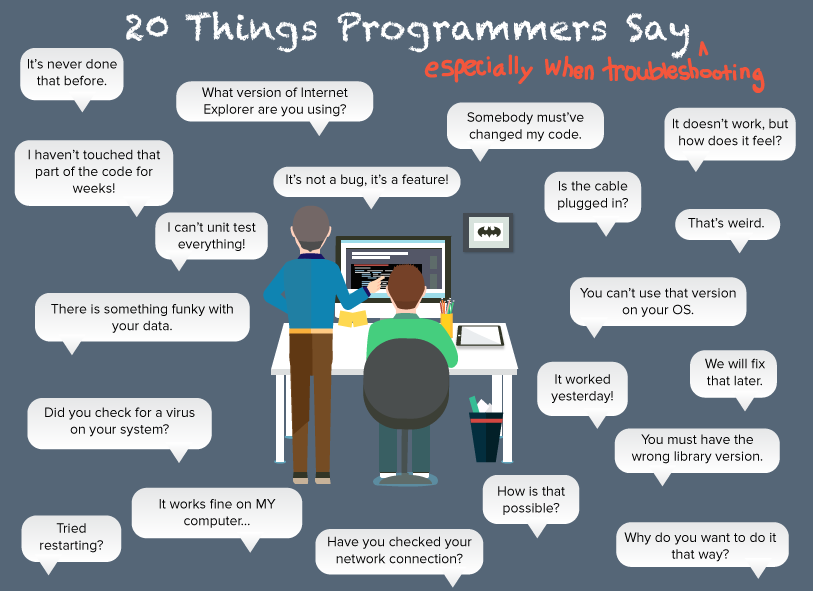 20 Things Programmers Say ^
especially when troubleshooting
It's never done
that before.
What version of Internet
Explorer are you using?
Somebody must've
changed my code.
It doesn't work, but
how does it feel?
I haven't touched that
part of the code for
weeks!
It's not a bug, it's a feature!
Is the cable
plugged in?
I can't unit test
everything!
That's weird.
There is something funky with
your data.
You can't use that version
on your OS.
We will fix
that later.
It worked
yesterday!
Did you check for a virus
on your system?
You must have the
wrong library version.
It works fine on MY
computer...
How is that
possible?
Tried
restarting?
Have you checked your
network connection?
Why do you want to do it
that way?